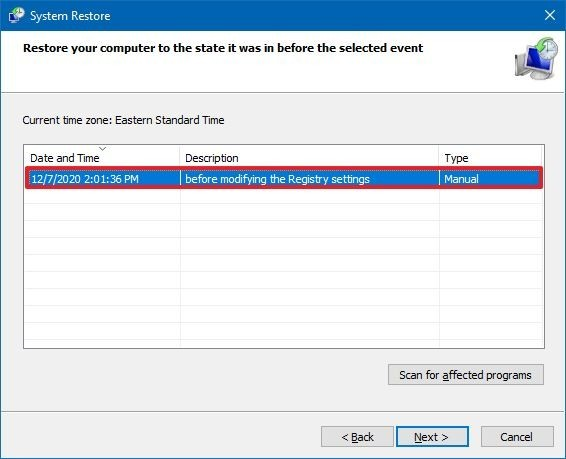 System Restore
Restore your computer to the state it was in before the selected event
Current time zone: Eastern Standard Time
Date and Time Description Type
12/7/2020 2:01:36 PM before modifying the Registry settings Manual
Scan for affected programs
< Back Next > Cancel